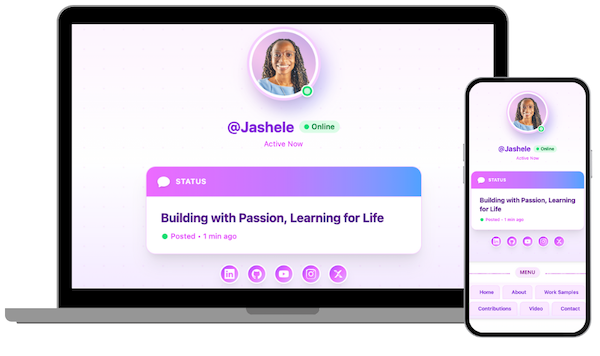 @Jashele
Online
Active Now
STATUS
Building with Passion, Learning for Life
Posted • 1 min ago
@Jashele
Online
Active Now
STATUS
Building with Passion, Learning for Life
Posted • 1 min ago
MENU
Home
About
Work Samples
Contributions
Video
Contact